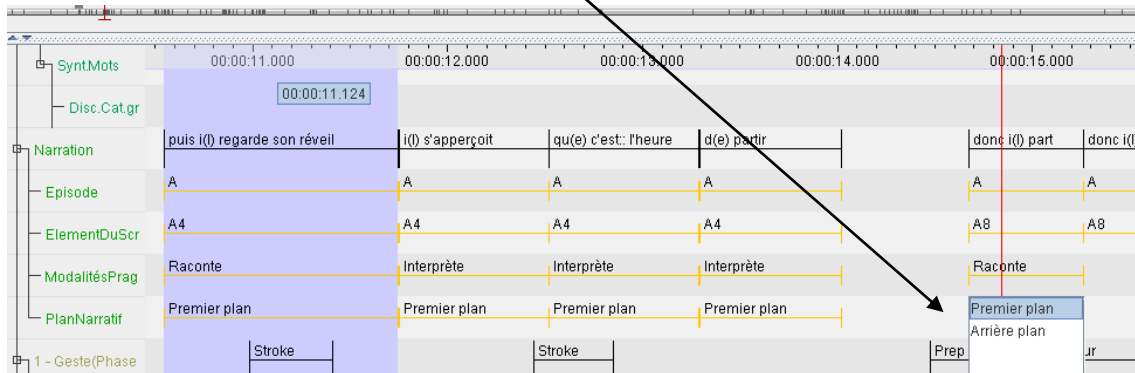 Synt.Mots 00:00:11.000 00:00:12.000 00:00:13.000 00:00:14.000 00:00:15.000
00:00:11.124
Disc.Cat.gr
Narration puis i(l) regarde son réveil i(l) s'apperçoit qu(e) c'est:: l'heure d(e) partir donc i(l) part donc i(l
Episode A A A A A A
ElementDuScr A4 A4 A4 A4 A8 A8
ModalitésPrag Raconte Interprète Interprète Interprète Raconte
PlanNarratif Premier plan Premier plan Premier plan Premier plan Premier plan
Arrière plan
1 - Geste(Phase Stroke Stroke Prep ur